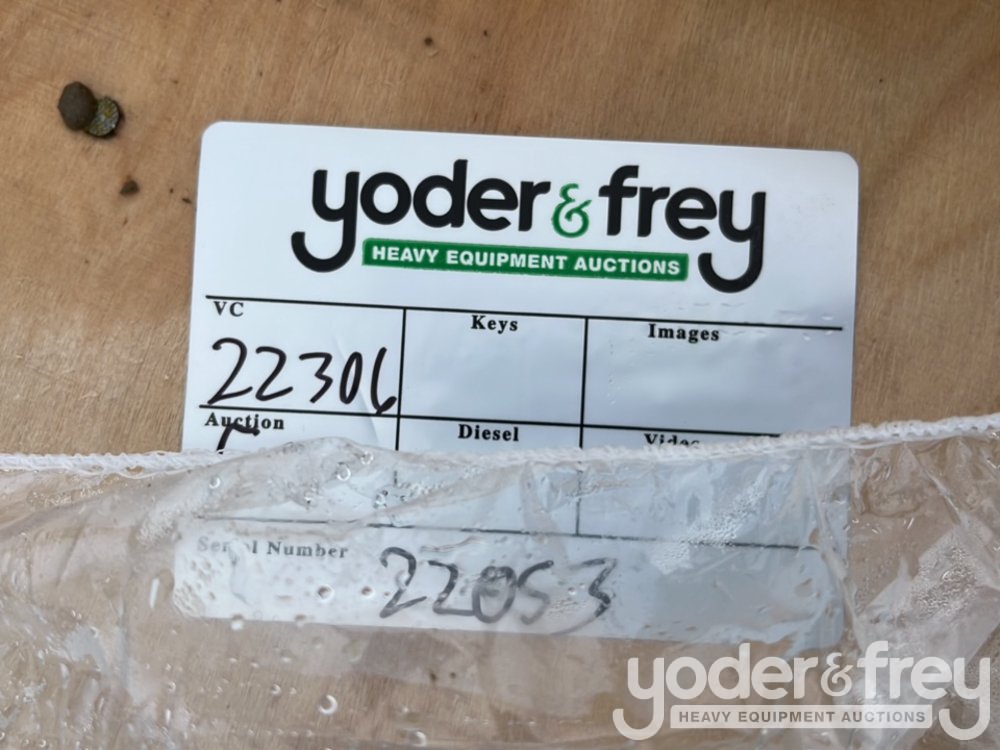 yoder & frey
HEAVY EQUIPMENT AUCTIONS
VC Keys Images
22306
Auction Diesel Video
Serial Number 22053
yoder & frey
HEAVY EQUIPMENT AUCTIONS